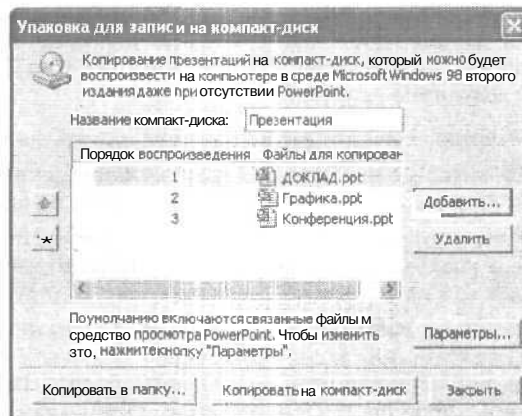 Упаковка для записи на компакт-диск
Копирование презентаций на компакт-диск, который можно будет
воспроизвести на компьютере в среде Microsoft Windows 98 второго
издания даже при отсутствии PowerPoint.
Название компакт-диска: Презентация
Порядок воспроизведения Файлы для копирован
1 ДОКЛАД.ppt
2 Графика.ppt
3 Конференция.ppt
Добавить...
Удалить
По умолчанию включаются связанные файлы м
средство просмотра PowerPoint. Чтобы изменить
это, нажмите кнопку "Параметры".
Параметры...
Копировать в папку... Копировать на компакт-диск Закрыть